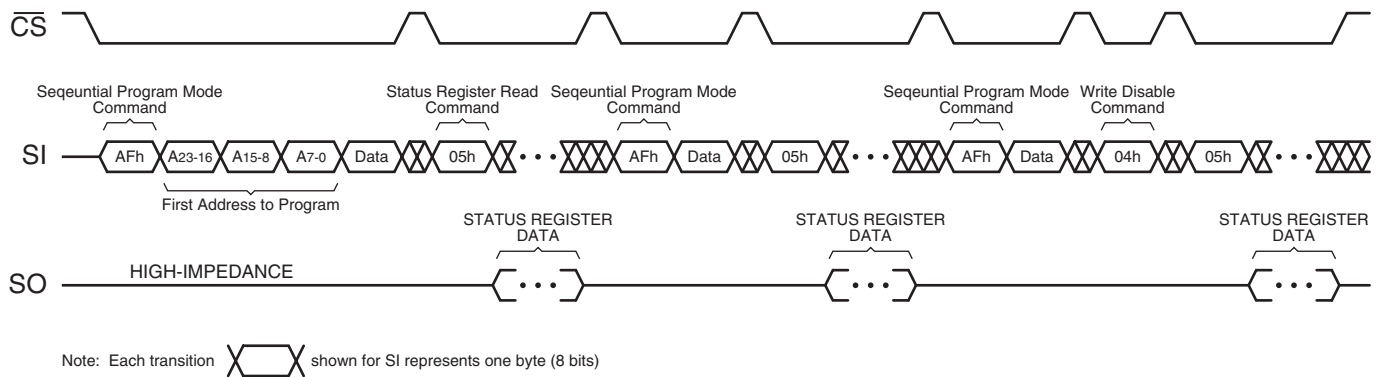 CS
Seqeuntial Program Mode
Command
Status Register Read
Command
Seqeuntial Program Mode
Command
Seqeuntial Program Mode
Command
Write Disable
Command
SI
AFh A23-16 A15-8 A7-0 Data 05h • • • AFh Data 05h • • • AFh Data 04h 05h • • •
First Address to Program
STATUS REGISTER
DATA
STATUS REGISTER
DATA
STATUS REGISTER
DATA
SO
HIGH-IMPEDANCE
• • • • • • • • •
Note: Each transition shown for SI represents one byte (8 bits)